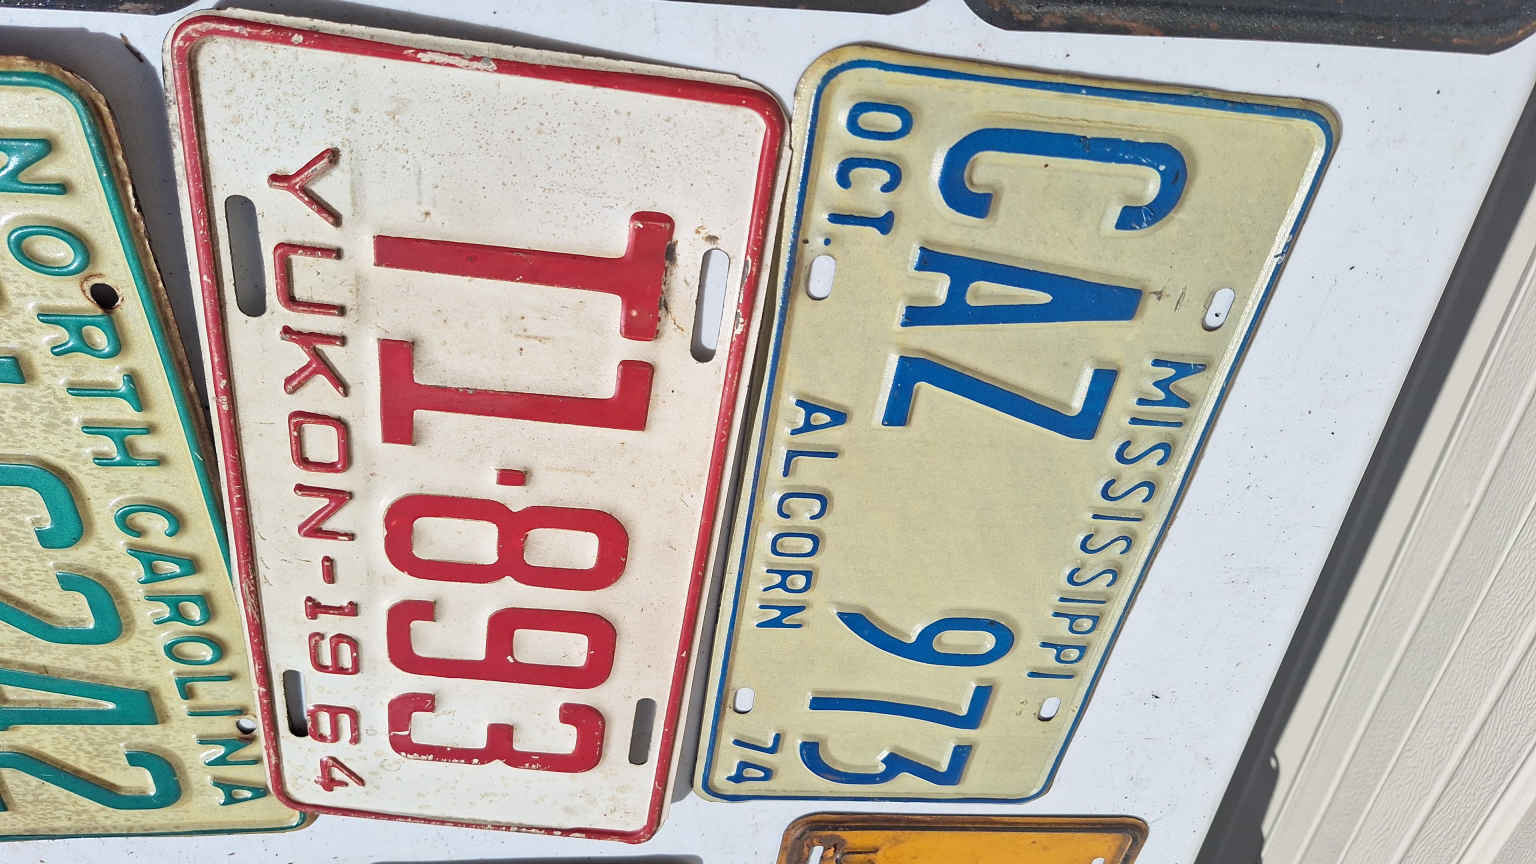 MISSISSIPPI
CAZ 973
OCT. ALCORN 74
T1-893
YUKON-1964
NORTH CAROLINA